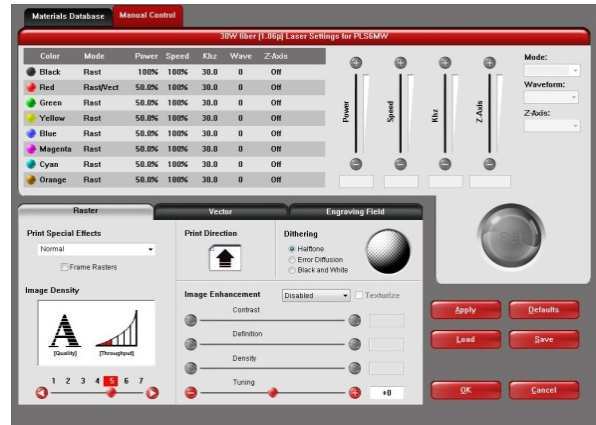 Materials Database Manual Control
30W fiber [1.06µ] Laser Settings for PLS6MW
Color Mode Power Speed Khz Wave Z-Axis
Black Rast 100% 100% 30.0 0 Off
Red Rast/Vect 50.0% 100% 30.0 0 Off
Green Rast 50.0% 100% 30.0 0 Off
Yellow Rast 50.0% 100% 30.0 0 Off
Blue Rast 50.0% 100% 30.0 0 Off
Magenta Rast 50.0% 100% 30.0 0 Off
Cyan Rast 50.0% 100% 30.0 0 Off
Orange Rast 50.0% 100% 30.0 0 Off
Power
Speed
Khz
Z-Axis
Mode:
Waveform:
Z-Axis:
Set
Raster Vector Engraving Field
Print Special Effects
Normal
Frame Rasters
Print Direction
Dithering
Halftone
Error Diffusion
Black and White
Image Density
A
[Quality] [Throughput]
1 2 3 4 5 6 7
Image Enhancement Disabled Texturize
Contrast
Definition
Density
Tuning
+0
Apply Defaults
Load Save
OK Cancel